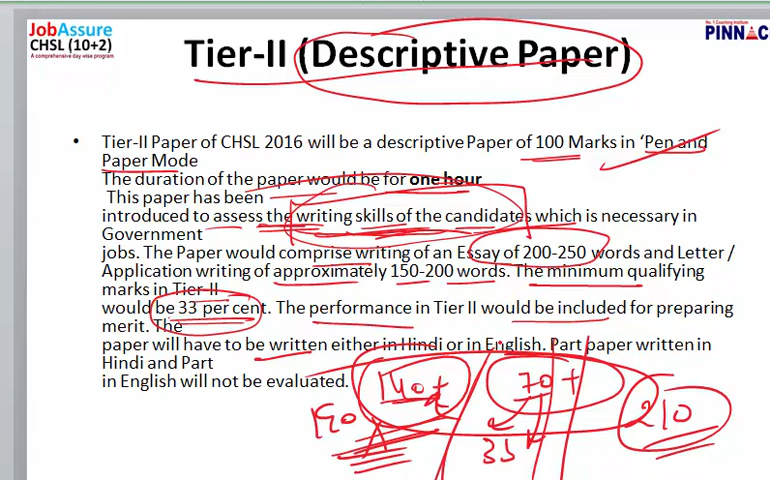 JobAssure
CHSL (10+2)
A comprehensive day wise program
Tier-II (Descriptive Paper)
No. 1 Coaching Institute
PINNAC
• Tier-II Paper of CHSL 2016 will be a descriptive Paper of 100 Marks in ‘Pen and
Paper Mode
The duration of the paper would be for one hour
This paper has been
introduced to assess the writing skills of the candidates which is necessary in
Government
jobs. The Paper would comprise writing of an Essay of 200-250 words and Letter /
Application writing of approximately 150-200 words. The minimum qualifying
marks in Tier-II
would be 33 per cent. The performance in Tier II would be included for preparing
merit. The
paper will have to be written either in Hindi or in English. Part paper written in
Hindi and Part
in English will not be evaluated.
140+ 70+
210
35